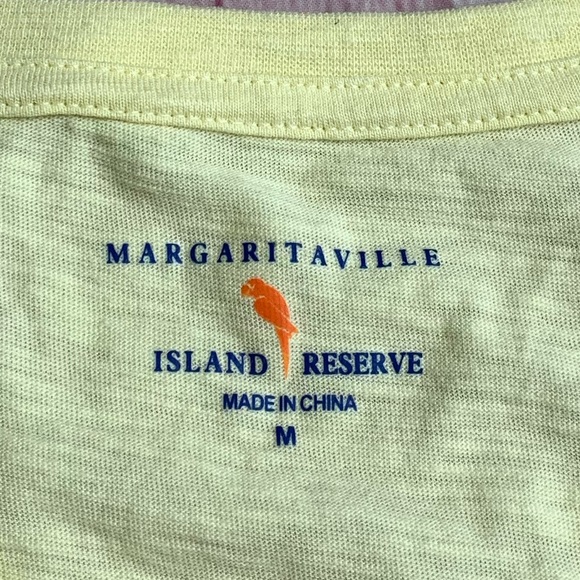 MARGARITAVILLE
ISLAND RESERVE
MADE IN CHINA
M